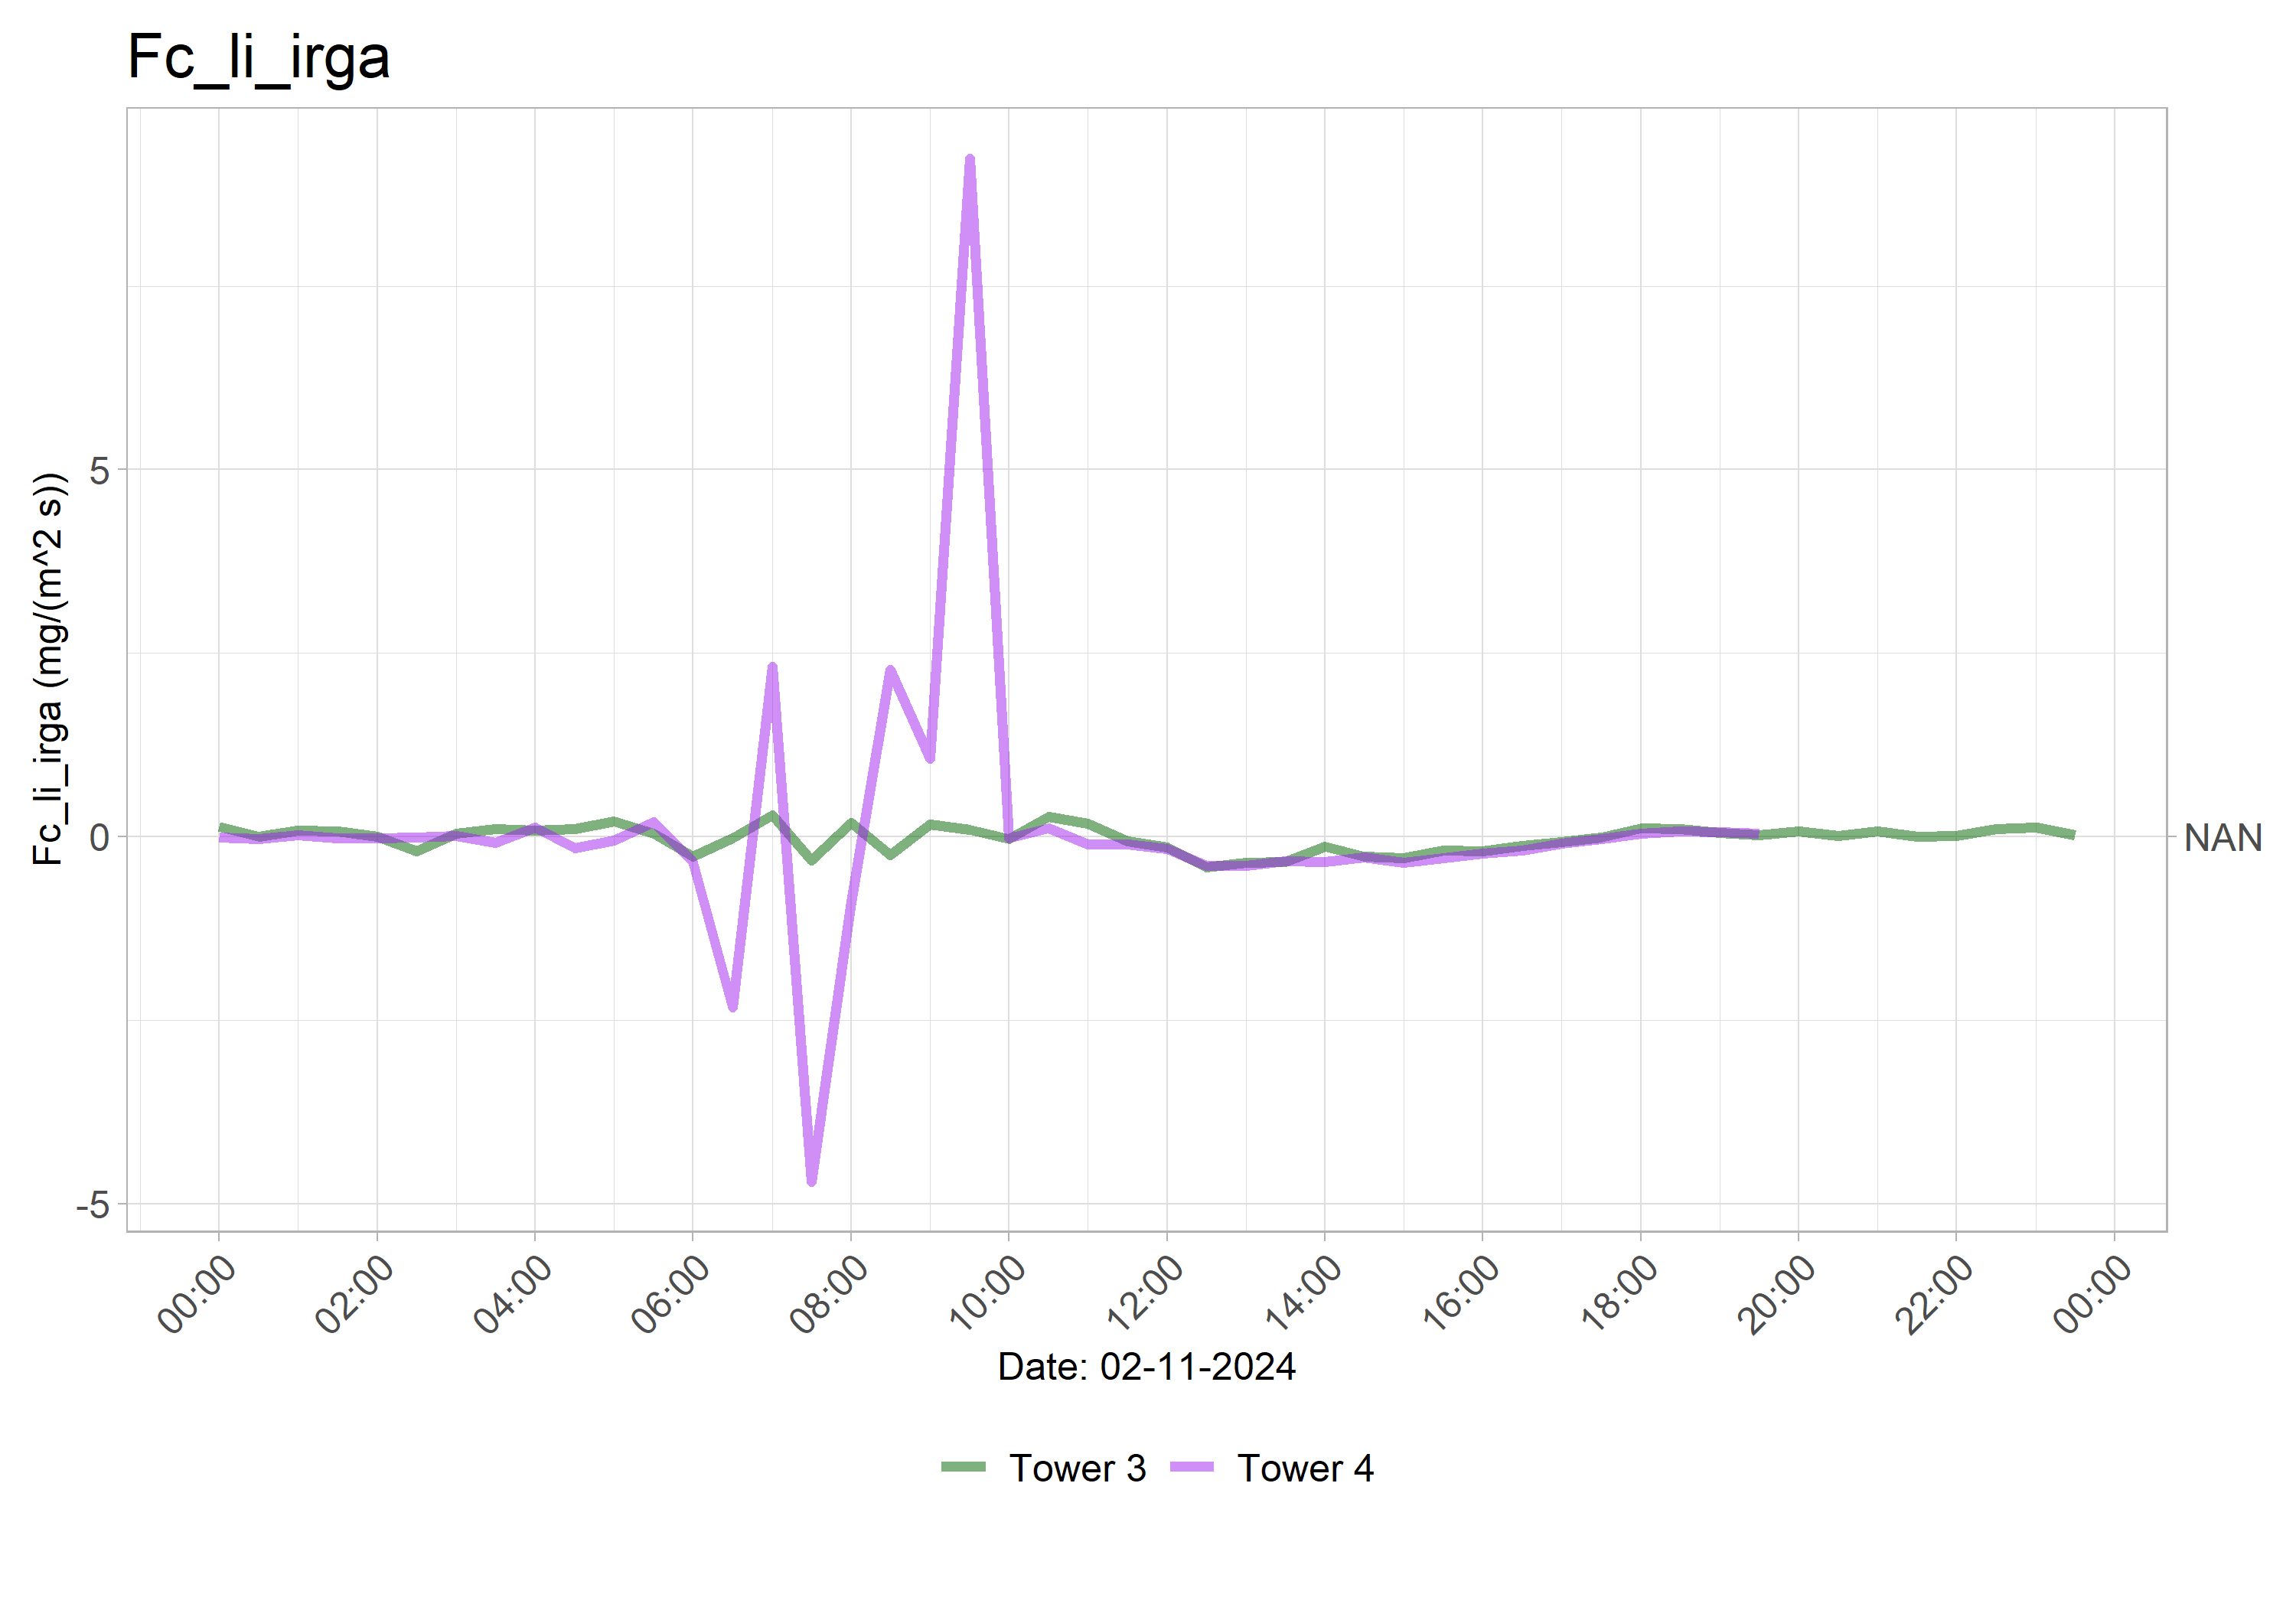 Fc_li_irga
Fc_li_irga (mg/(m^2 s))
5
0
-5
NAN
00:00 02:00 04:00 06:00 08:00 10:00 12:00 14:00 16:00 18:00 20:00 22:00 00:00
Date: 02-11-2024
Tower 3 Tower 4